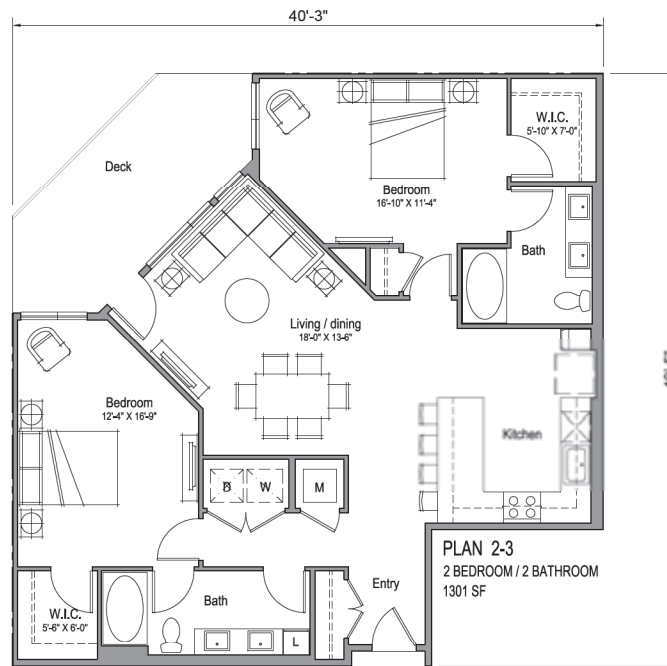 40'-3"
W.I.C.
5'-10" X 7'-0"
Deck
Bedroom
16'-10" X 11'-4"
Bath
Living / dining
18'-0" X 13'-6"
Bedroom
12'-4" X 16'-9"
Kitchen
D
W
M
PLAN 2-3
2 BEDROOM / 2 BATHROOM
1301 SF
Entry
Bath
W.I.C.
5'-6" X 6'-0"
L